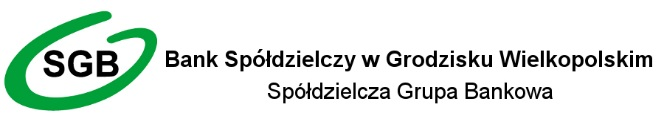 SGB
Bank Spółdzielczy w Grodzisku Wielkopolskim
Spółdzielcza Grupa Bankowa